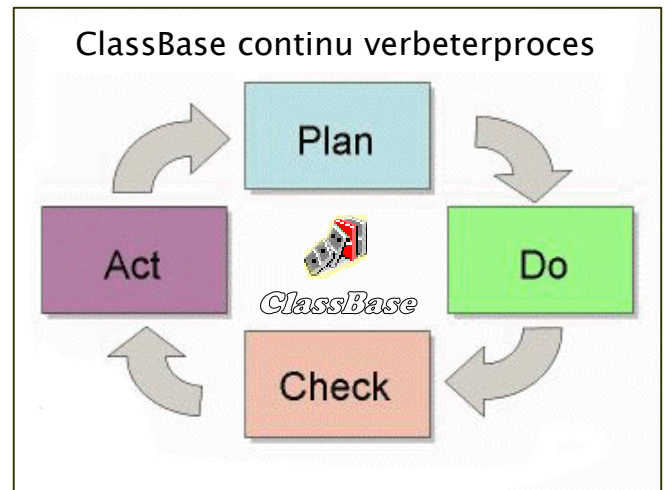 ClassBase continu verbeterproces
Plan
Act
Do
ClassBase
Check